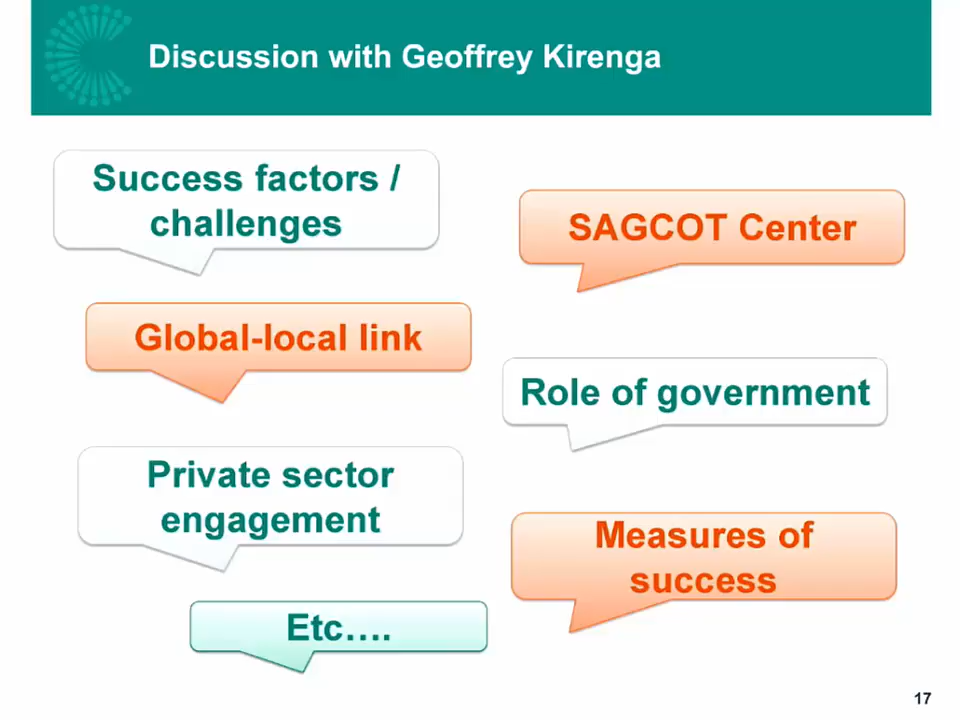 Discussion with Geoffrey Kirenga
Success factors /
challenges
SAGCOT Center
Global-local link
Role of government
Private sector
engagement
Measures of
success
Etc….
17